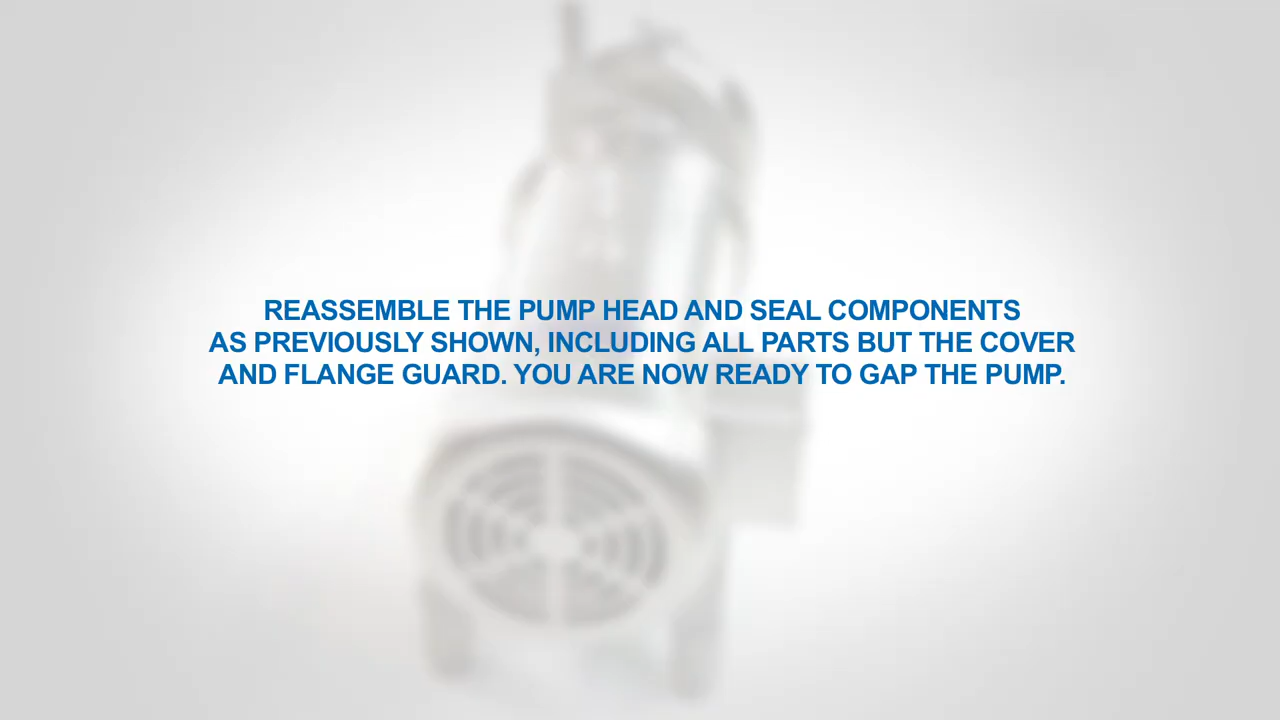 REASSEMBLE THE PUMP HEAD AND SEAL COMPONENTS
AS PREVIOUSLY SHOWN, INCLUDING ALL PARTS BUT THE COVER
AND FLANGE GUARD. YOU ARE NOW READY TO GAP THE PUMP.